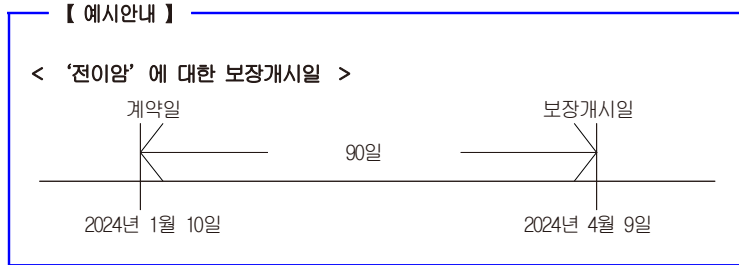 【 예시안내 】
< ‘전이암’에 대한 보장개시일 >
계약일 보장개시일
90일
2024년 1월 10일 2024년 4월 9일